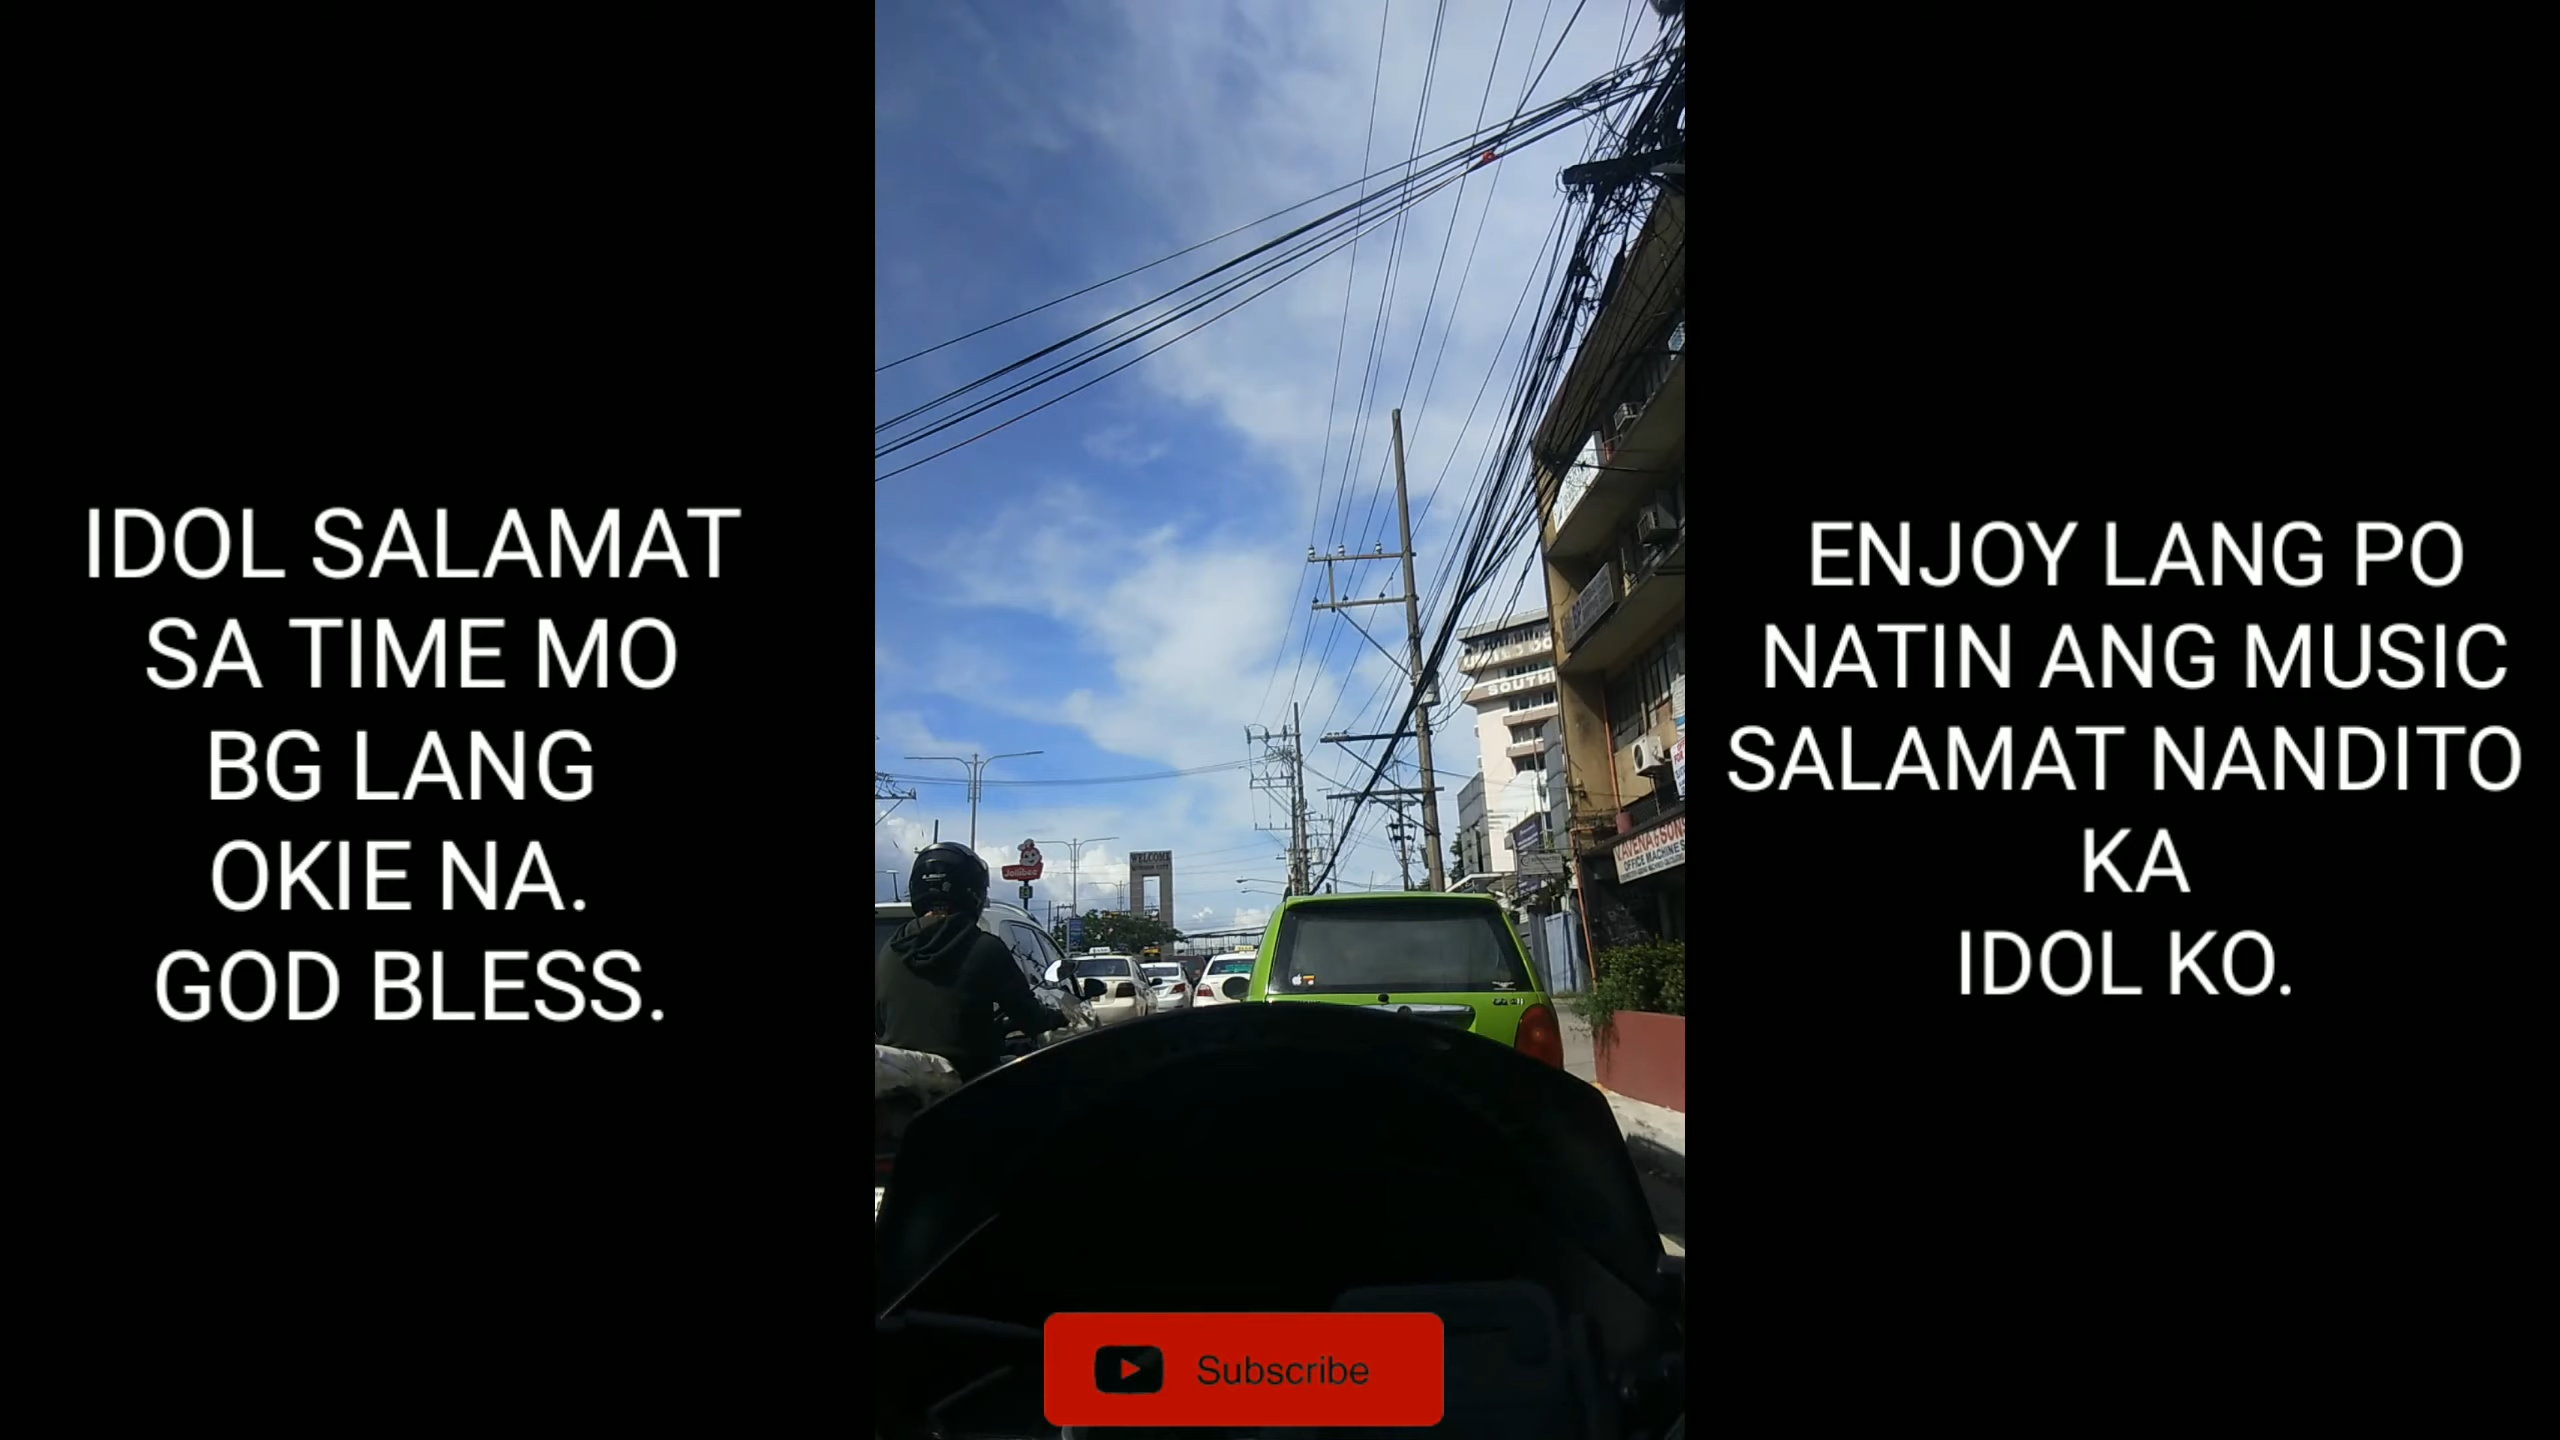 IDOL SALAMAT
SA TIME MO
BG LANG
OKIE NA.
GOD BLESS.
SOUTH
Jollibee
WELCOME
OFFICE MACHINES
ENJOY LANG PO
NATIN ANG MUSIC
SALAMAT NANDITO
KA
IDOL KO.
Subscribe